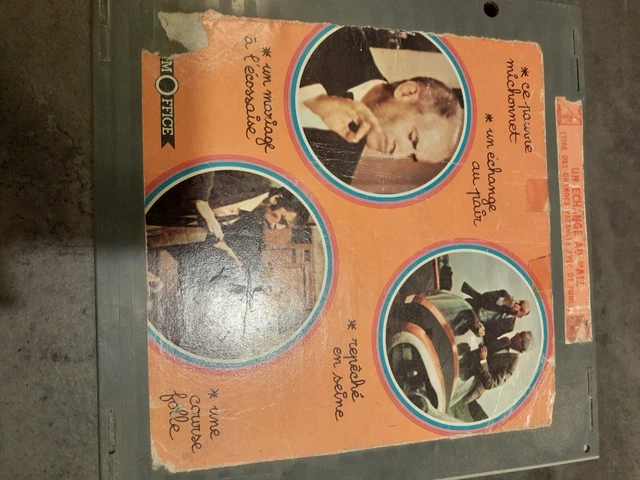 * ce pauvre
michonnet
* un échange
au pair
* un mariage
à l'écossaise
* repêché
en seine
* une
course
folle
OFFICE
UN ECHANGE AU PAIR